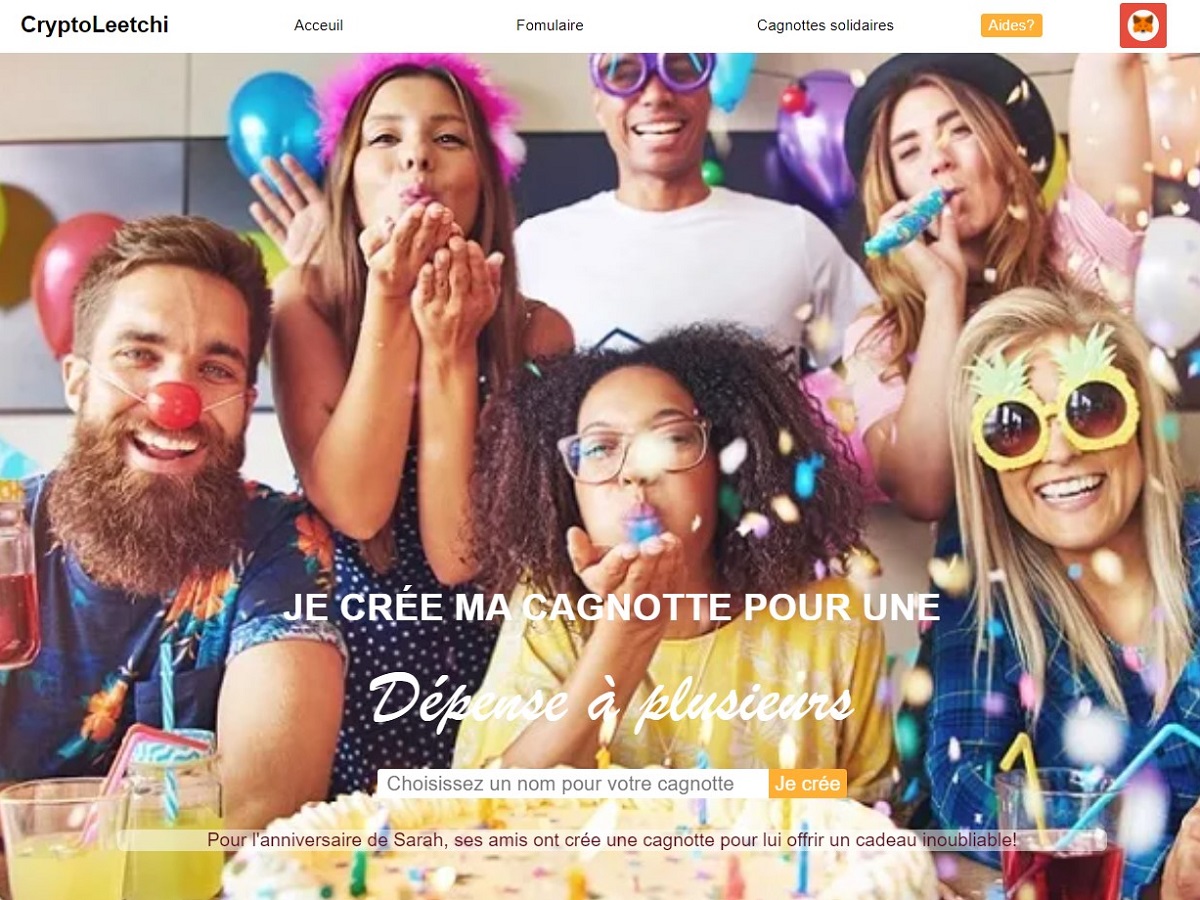 CryptoLeetchi
Acceuil
Fomulaire
Cagnottes solidaires
Aides?
JE CRÉE MA CAGNOTTE POUR UNE
Dépense à plusieurs
Choisissez un nom pour votre cagnotte
Je crée
Pour l'anniversaire de Sarah, ses amis ont crée une cagnotte pour lui offrir un cadeau inoubliable!